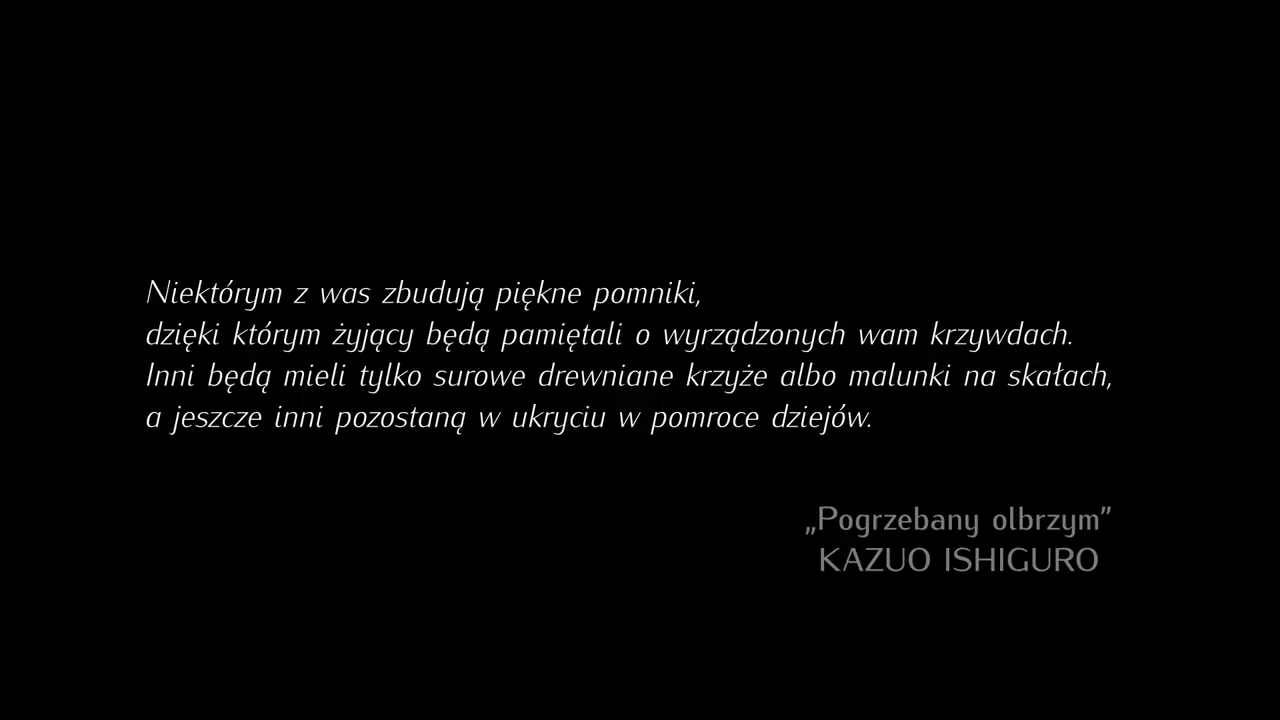 Niektórym z was zbudują piękne pomniki,
dzięki którym żyjący będą pamiętali o wyrządzonych wam krzywdach.
Inni będą mieli tylko surowe drewniane krzyże albo malunki na skałach,
a jeszcze inni pozostaną w ukryciu w pomroce dziejów.
„Pogrzebany olbrzym”
KAZUO ISHIGURO